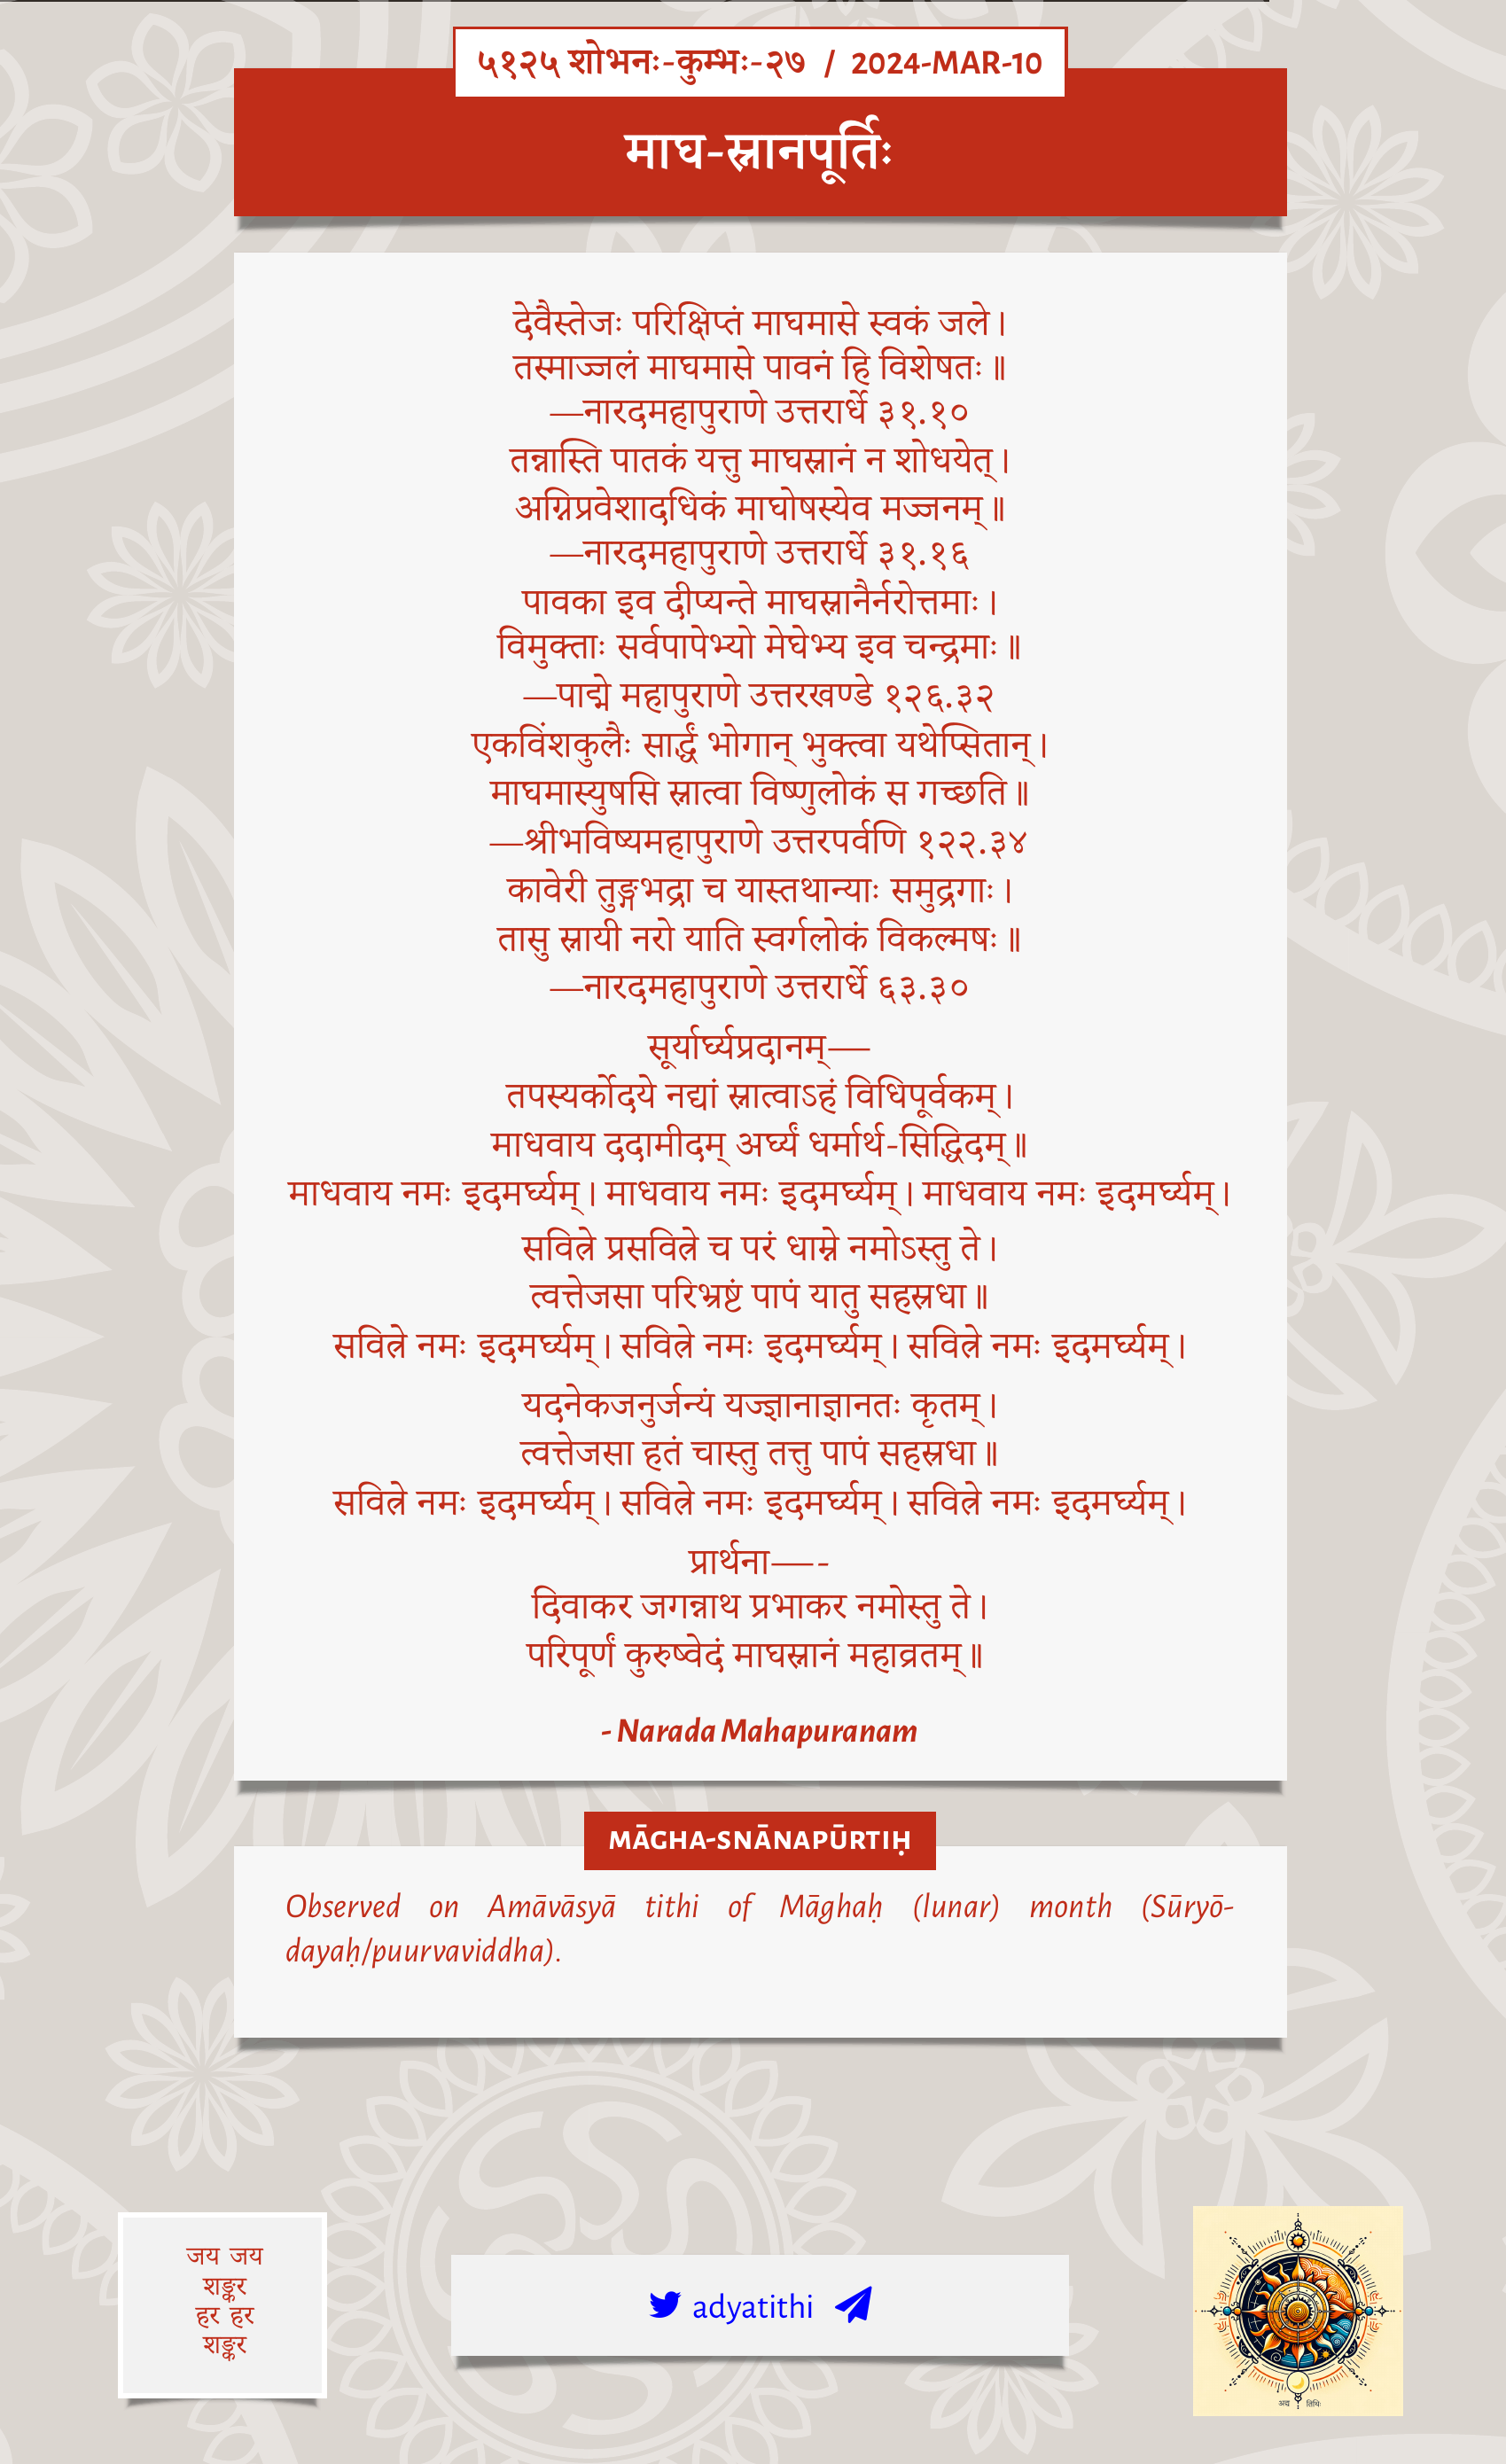 ५१२५ शोभनः-कुम्भः-२७ / 2024-MAR-10
माघ-स्नानपूर्तिः
देवैस्तेजः परिक्षिप्तं माघमासे स्वकं जले।
तस्माज्जलं माघमासे पावनं हि विशेषतः॥
—नारदमहापुराणे उत्तरार्धे ३१.१०
तन्नास्ति पातकं यत्तु माघस्नानं न शोधयेत्।
अग्निप्रवेशादधिकं माघोषस्येव मज्जनम्॥
—नारदमहापुराणे उत्तरार्धे ३१.१६
पावका इव दीप्यन्ते माघस्नानैर्नरोत्तमाः।
विमुक्ताः सर्वपापेभ्यो मेघेभ्य इव चन्द्रमाः॥
—पाद्मे महापुराणे उत्तरखण्डे १२६.३२
एकविंशकुलैः सार्द्धं भोगान् भुक्त्वा यथेप्सितान्।
माघमास्युषसि स्नात्वा विष्णुलोकं स गच्छति॥
—श्रीभविष्यमहापुराणे उत्तरपर्वणि १२२.३४
कावेरी तुङ्गभद्रा च यास्तथान्याः समुद्रगाः।
तासु स्नायी नरो याति स्वर्गलोकं विकल्मषः॥
—नारदमहापुराणे उत्तरार्धे ६३.३०
सूर्यार्घ्यप्रदानम्—
तपस्यर्कोदये नद्यां स्नात्वाऽहं विधिपूर्वकम्।
माधवाय ददामीदम् अर्घ्यं धर्मार्थ-सिद्धिदम्॥
माधवाय नमः इदमर्घ्यम्। माधवाय नमः इदमर्घ्यम्। माधवाय नमः इदमर्घ्यम्।
सवित्रे प्रसवित्रे च परं धाम्ने नमोऽस्तु ते।
त्वत्तेजसा परिभ्रष्टं पापं यातु सहस्रधा॥
सवित्रे नमः इदमर्घ्यम्। सवित्रे नमः इदमर्घ्यम्। सवित्रे नमः इदमर्घ्यम्।
यदनेकजनुर्जन्यं यज्ज्ञानाज्ञानतः कृतम्।
त्वत्तेजसा हतं चास्तु तत्तु पापं सहस्रधा॥
सवित्रे नमः इदमर्घ्यम्। सवित्रे नमः इदमर्घ्यम्। सवित्रे नमः इदमर्घ्यम्।
प्रार्थना—-
दिवाकर जगन्नाथ प्रभाकर नमोस्तु ते।
परिपूर्णं कुरुष्वेदं माघस्नानं महाव्रतम्॥
- Narada Mahapuranam
MĀGHA-SNĀNAPŪRTIḤ
Observed on Amāvāsyā tithi of Māghaḥ (lunar) month (Sūryō-
dayaḥ/puurvaviddha).
जय जय
शङ्कर
हर हर
शङ्कर
adyatithi
अद्य तिथिः